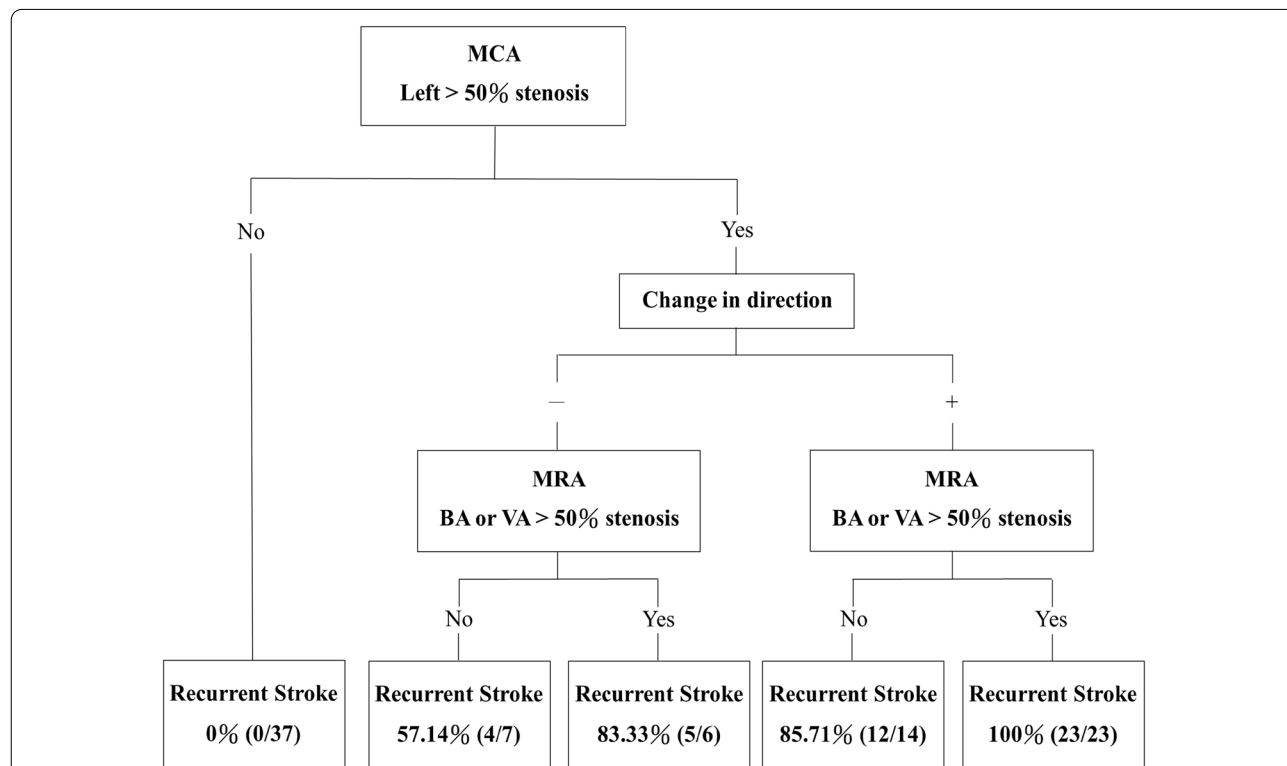 MCA
Left > 50% stenosis
No
Yes
Change in direction
—
+
MRA
BA or VA > 50% stenosis
MRA
BA or VA > 50% stenosis
No
Yes
No
Yes
Recurrent Stroke
0% (0/37)
Recurrent Stroke
57.14% (4/7)
Recurrent Stroke
83.33% (5/6)
Recurrent Stroke
85.71% (12/14)
Recurrent Stroke
100% (23/23)